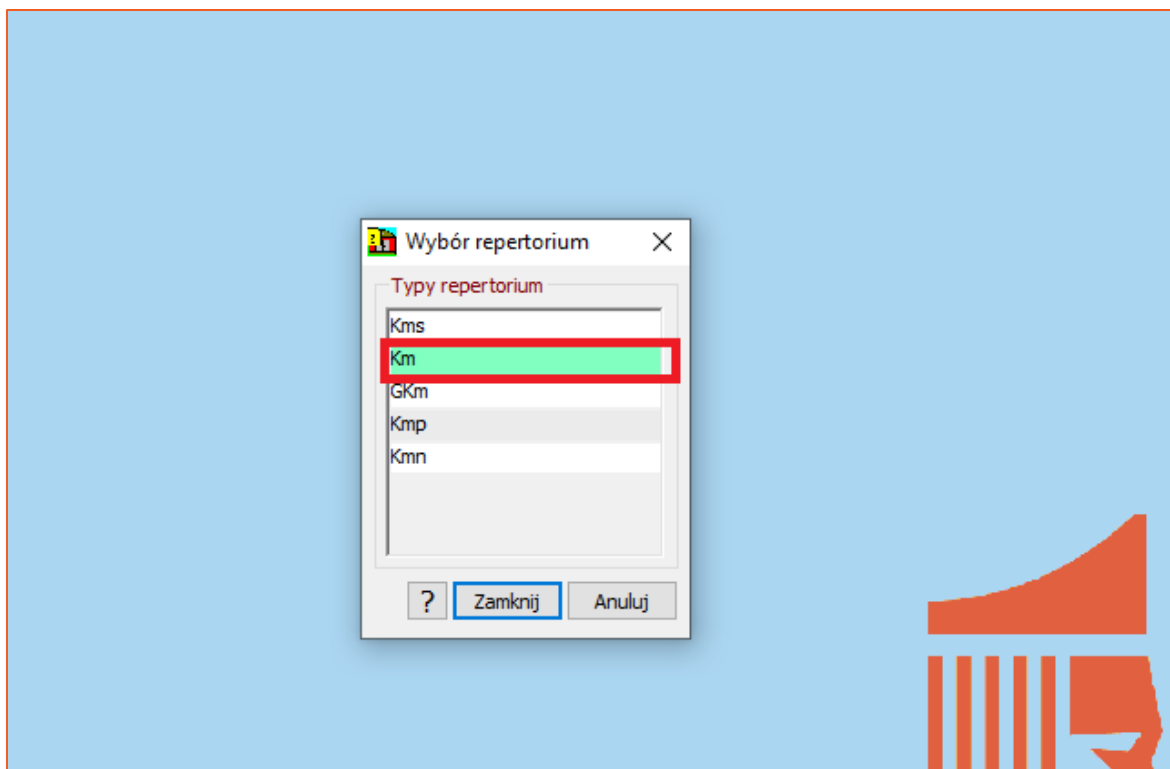 Wybór repertorium
Typy repertorium
Kms
Km
GKm
Kmp
Kmn
? Zamknij Anuluj